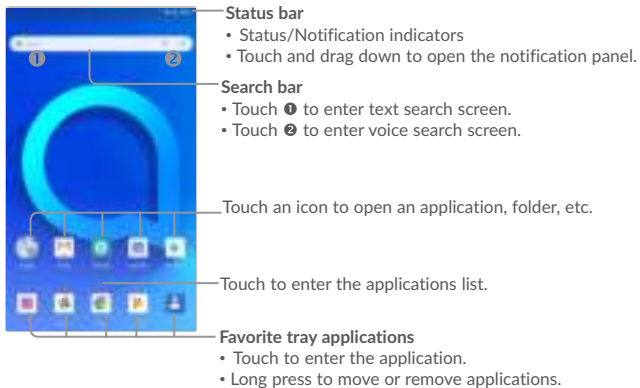 Status bar
• Status/Notification indicators
• Touch and drag down to open the notification panel.
❶
❷
Search bar
• Touch ❶ to enter text search screen.
• Touch ❷ to enter voice search screen.
Touch an icon to open an application, folder, etc.
Touch to enter the applications list.
Favorite tray applications
• Touch to enter the application.
• Long press to move or remove applications.